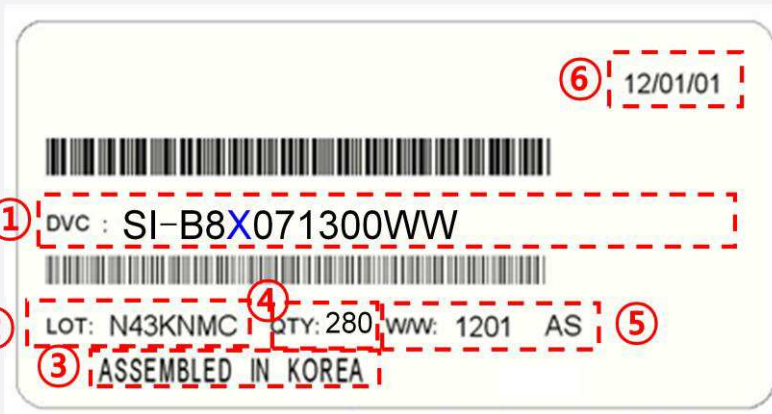 ⑥ 12/01/01
① DVC : SI-B8X071300WW
LOT: N43KNMC ④ QTY: 280 W/W: 1201 AS ⑤
③ ASSEMBLED IN KOREA